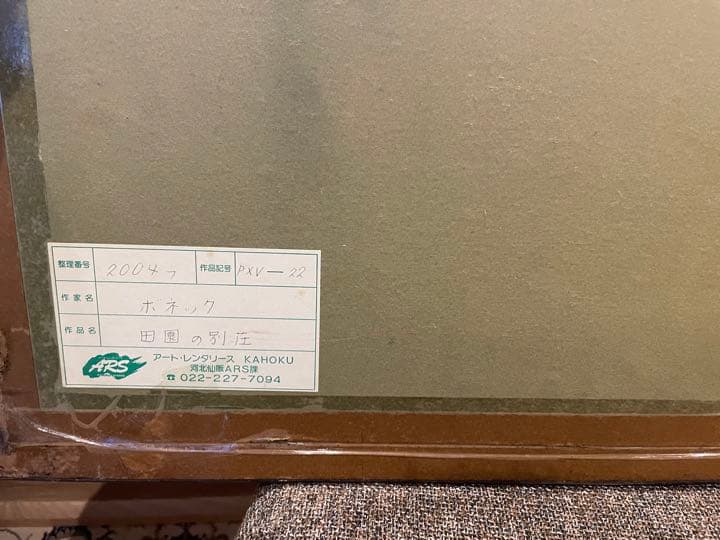 整理番号 2004フ 作品記号 PXV—22
作家名 ボネック
作品名 田園の別荘
ARS アート・レンタリース KAHOKU
河北仙販ARS課
☎ 022-227-7094